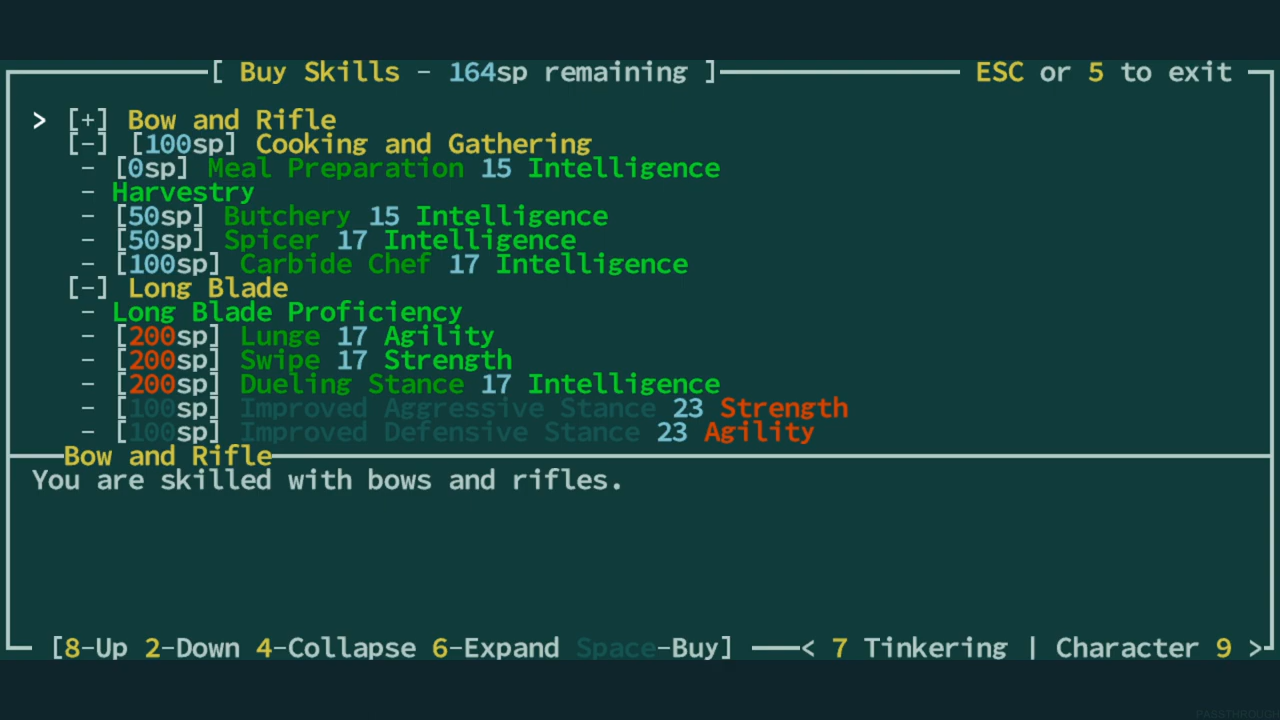 [ Buy Skills - 164sp remaining ] ESC or 5 to exit
> [+] Bow and Rifle
[-] [100sp] Cooking and Gathering
- [0sp] Meal Preparation 15 Intelligence
- Harvestry
- [50sp] Butchery 15 Intelligence
- [50sp] Spicer 17 Intelligence
- [100sp] Carbide Chef 17 Intelligence
[-] Long Blade
- Long Blade Proficiency
- [200sp] Lunge 17 Agility
- [200sp] Swipe 17 Strength
- [200sp] Dueling Stance 17 Intelligence
- [100sp] Improved Aggressive Stance 23 Strength
- [100sp] Improved Defensive Stance 23 Agility
Bow and Rifle
You are skilled with bows and rifles.
[8-Up 2-Down 4-Collapse 6-Expand Space-Buy] < 7 Tinkering | Character 9 >